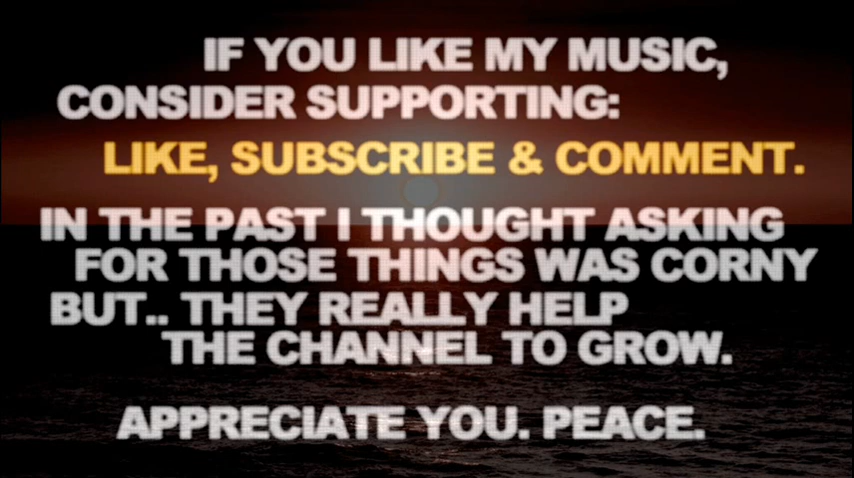 IF YOU LIKE MY MUSIC,
CONSIDER SUPPORTING:
LIKE, SUBSCRIBE & COMMENT.
IN THE PAST I THOUGHT ASKING
FOR THOSE THINGS WAS CORNY
BUT.. THEY REALLY HELP
THE CHANNEL TO GROW.
APPRECIATE YOU. PEACE.